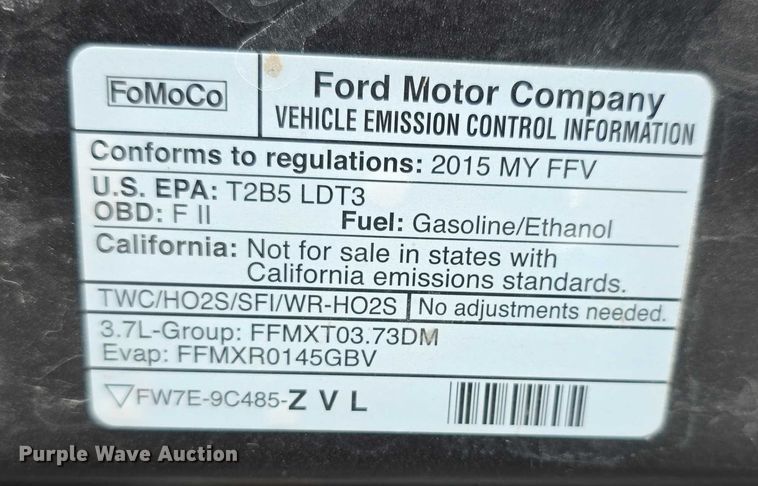 FoMoCo
Ford Motor Company
VEHICLE EMISSION CONTROL INFORMATION
Conforms to regulations: 2015 MY FFV
U.S. EPA: T2B5 LDT3
OBD: F II Fuel: Gasoline/Ethanol
California: Not for sale in states with
California emissions standards.
TWC/HO2S/SFI/WR-HO2S No adjustments needed.
3.7L-Group: FFMXT03.73DM
Evap: FFMXR0145GBV
▽FW7E-9C485-Z V L
Purple Wave Auction